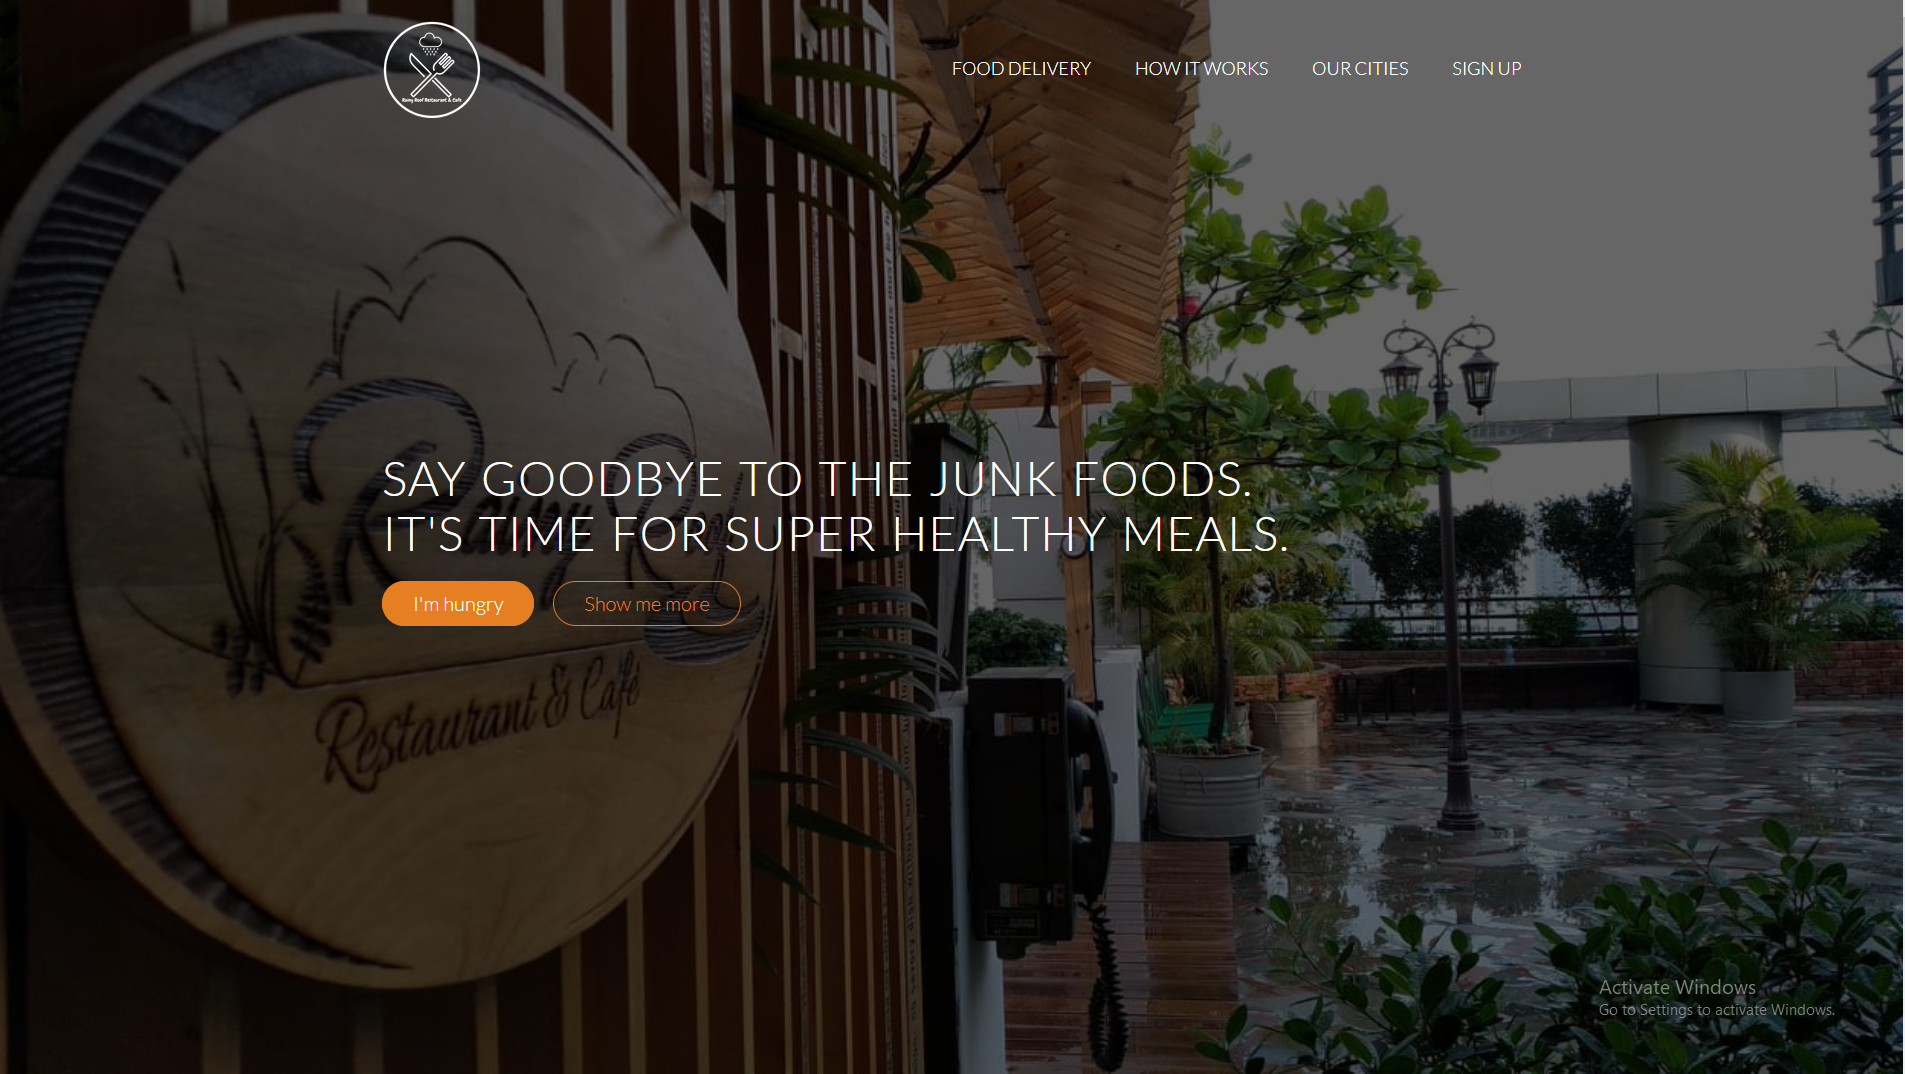 Rainy Roof Restaurant & Cafe
FOOD DELIVERY
HOW IT WORKS
OUR CITIES
SIGN UP
SAY GOODBYE TO THE JUNK FOODS.
IT'S TIME FOR SUPER HEALTHY MEALS.
I'm hungry
Show me more
Restaurant & Café
Activate Windows
Go to Settings to activate Windows.